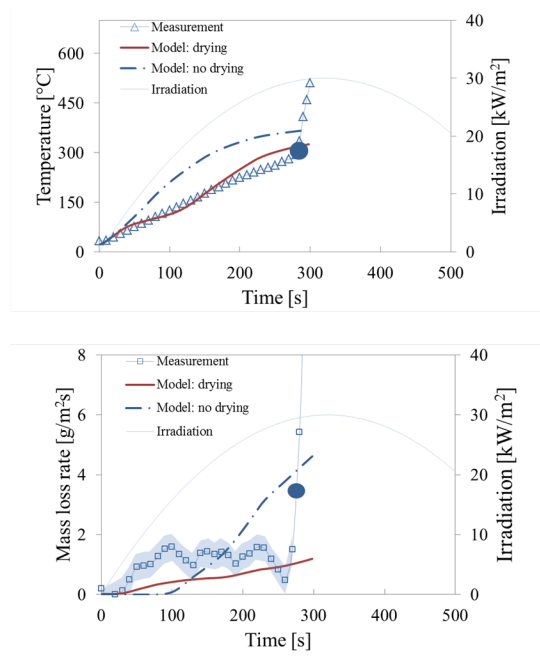 Measurement
Model: drying
Model: no drying
Irradiation
600
450
300
150
0
Temperature [°C]
40
30
20
10
0
Irradiation [kW/m²]
0 100 200 300 400 500
Time [s]
Measurement
Model: drying
Model: no drying
Irradiation
8
6
4
2
0
Mass loss rate [g/m²s]
40
30
20
10
0
Irradiation [kW/m²]
0 100 200 300 400 500
Time [s]